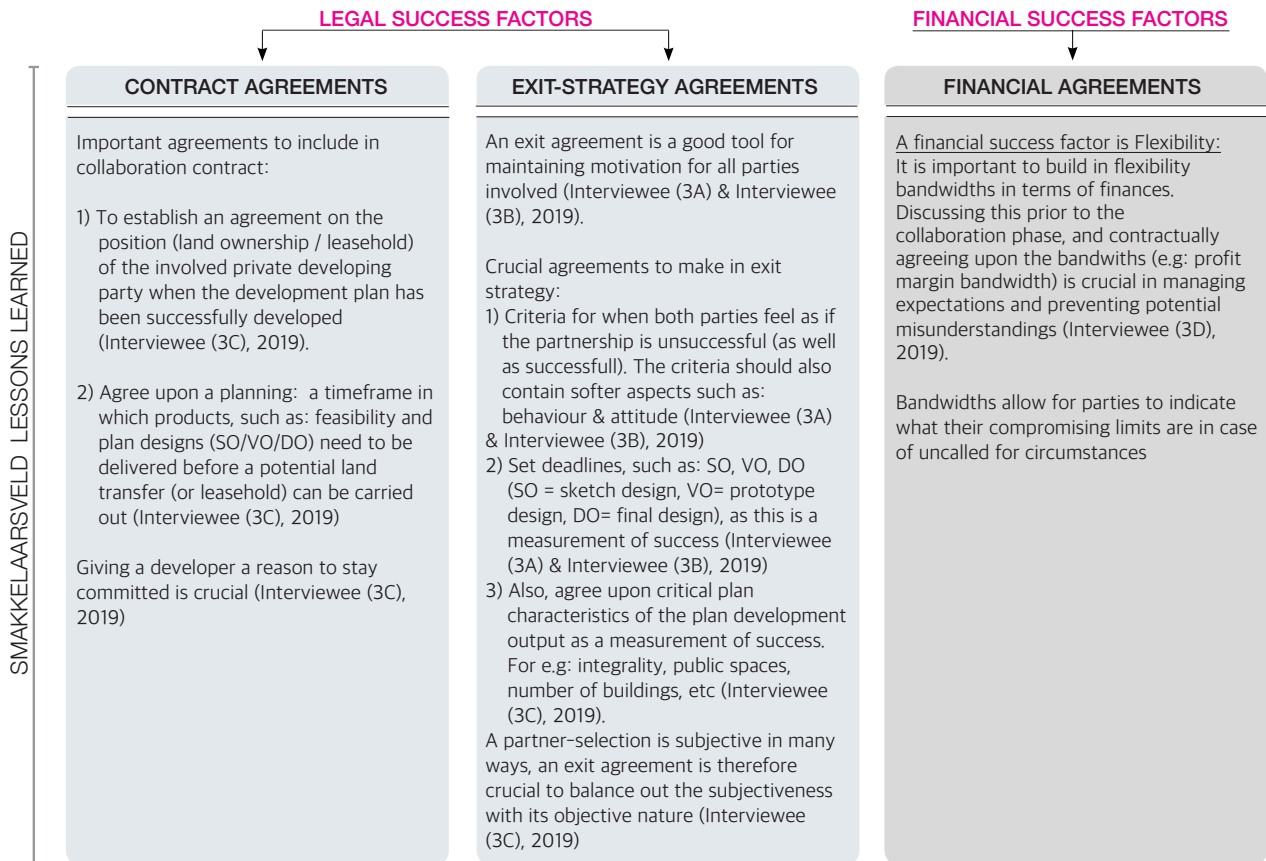 LEGAL SUCCESS FACTORS
FINANCIAL SUCCESS FACTORS
SMAKKELAARSVELD LESSONS LEARNED
CONTRACT AGREEMENTS
Important agreements to include in
collaboration contract:
1) To establish an agreement on the
position (land ownership / leasehold)
of the involved private developing
party when the development plan has
been successfully developed
(Interviewee (3C), 2019).
2) Agree upon a planning: a timeframe in
which products, such as: feasibility and
plan designs (SO/VO/DO) need to be
delivered before a potential land
transfer (or leasehold) can be carried
out (Interviewee (3C), 2019)
Giving a developer a reason to stay
committed is crucial (Interviewee (3C),
2019)
EXIT-STRATEGY AGREEMENTS
An exit agreement is a good tool for
maintaining motivation for all parties
involved (Interviewee (3A) & Interviewee
(3B), 2019).
Crucial agreements to make in exit
strategy:
1) Criteria for when both parties feel as if
the partnership is unsuccessful (as well
as successfull). The criteria should also
contain softer aspects such as:
behaviour & attitude (Interviewee (3A)
& Interviewee (3B), 2019)
2) Set deadlines, such as: SO, VO, DO
(SO = sketch design, VO= prototype
design, DO= final design), as this is a
measurement of success (Interviewee
(3A) & Interviewee (3B), 2019)
3) Also, agree upon critical plan
characteristics of the plan development
output as a measurement of success.
For e.g: integrality, public spaces,
number of buildings, etc (Interviewee
(3C), 2019).
A partner-selection is subjective in many
ways, an exit agreement is therefore
crucial to balance out the subjectiveness
with its objective nature (Interviewee
(3C), 2019)
FINANCIAL AGREEMENTS
A financial success factor is Flexibility:
It is important to build in flexibility
bandwidths in terms of finances.
Discussing this prior to the
collaboration phase, and contractually
agreeing upon the bandwiths (e.g: profit
margin bandwidth) is crucial in managing
expectations and preventing potential
misunderstandings (Interviewee (3D),
2019).
Bandwidths allow for parties to indicate
what their compromising limits are in case
of uncalled for circumstances